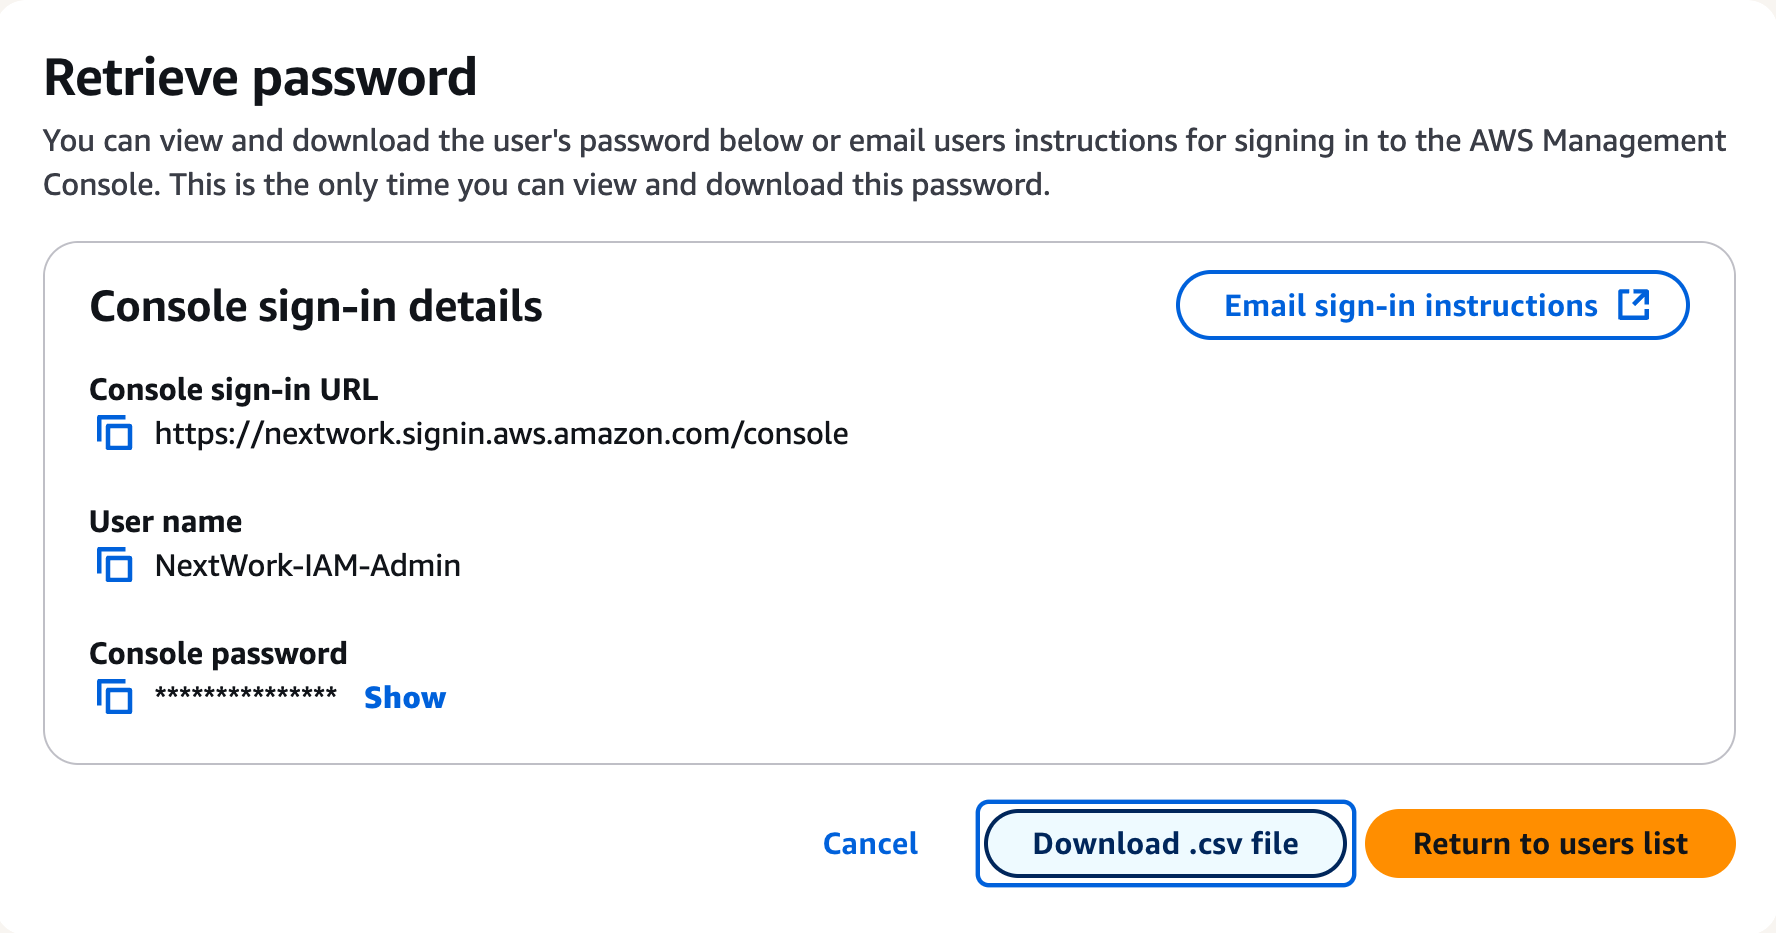 Retrieve password
You can view and download the user's password below or email users instructions for signing in to the AWS Management
Console. This is the only time you can view and download this password.
Console sign-in details
Email sign-in instructions
Console sign-in URL
https://nextwork.signin.aws.amazon.com/console
User name
NextWork-IAM-Admin
Console password
*************** Show
Cancel
Download .csv file
Return to users list